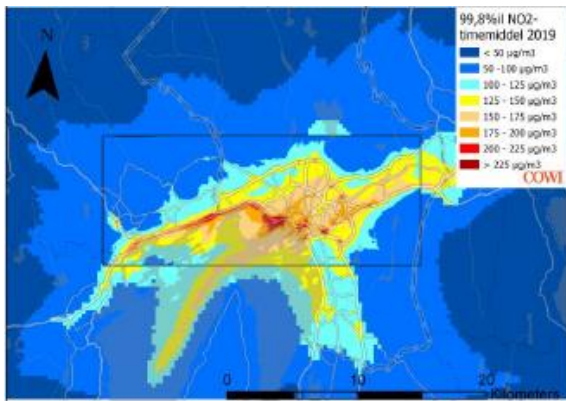 99,8%il NO2-
timemiddel 2019
< 50 µg/m3
50 -100 µg/m3
100 - 125 µg/m3
125 - 150 µg/m3
150 - 175 µg/m3
175 - 200 µg/m3
200 - 225 µg/m3
> 225 µg/m3
COWI
N
0 10 20
Kilometers